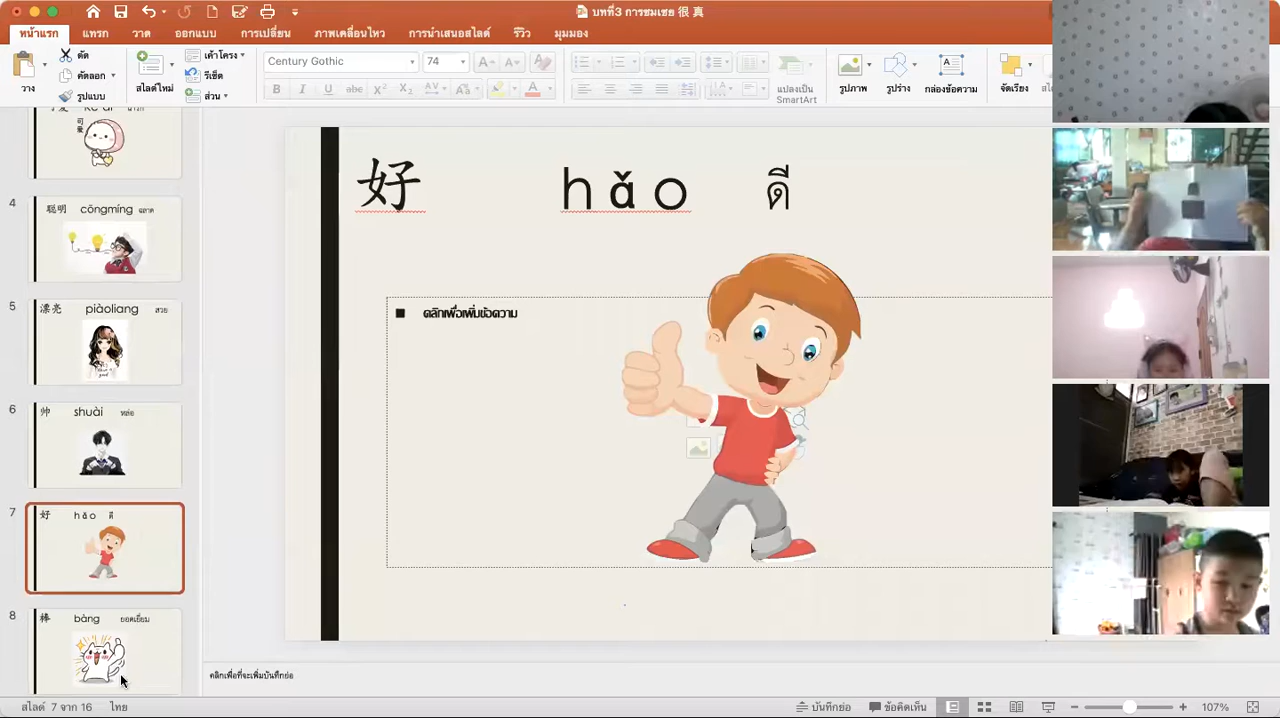 บทที่3 การชมเชย 很 真
หน้าแรก แทรก วาด ออกแบบ การเปลี่ยน ภาพเคลื่อนไหว การนำเสนอสไลด์ รีวิว มุมมอง
วาง
ตัด
คัดลอก
รูปแบบ
สไลด์ใหม่
เค้าโครง
รีเซ็ต
ส่วน
Century Gothic 74
B I U abc
แปลงเป็น
SmartArt
รูปภาพ
รูปร่าง
กล่องข้อความ
จัดเรียง
可爱
4
聪明 cōngmíng ฉลาด
5
漂亮 piàoliang สวย
6
帅 shuài หล่อ
7
好 hǎo ดี
8
棒 bàng ยอดเยี่ยม
好 hǎo ดี
คลิกเพื่อเพิ่มข้อความ
คลิกเพื่อที่จะเพิ่มบันทึกย่อ
สไลด์ 7 จาก 16 ไทย
บันทึกย่อ ข้อคิดเห็น 107%